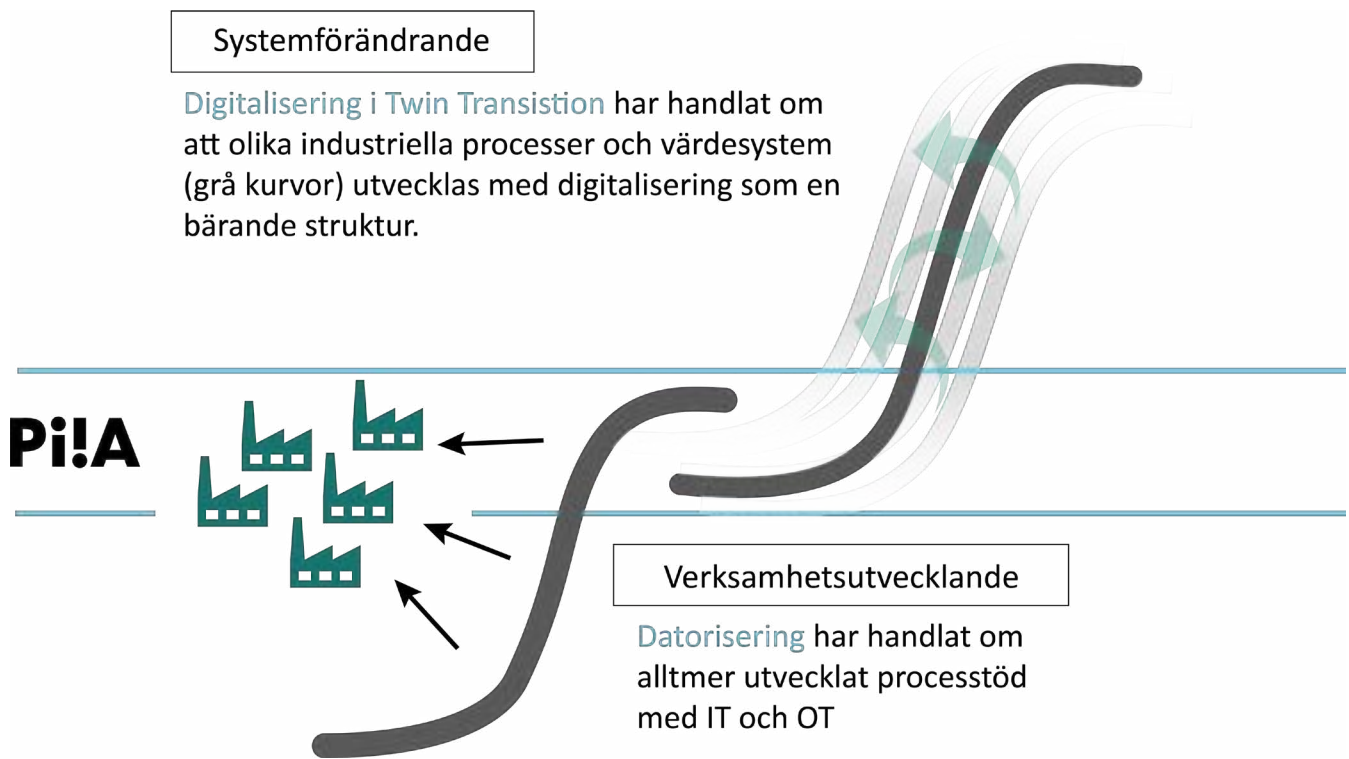 Systemförändrande
Digitalisering i Twin Transistion har handlat om
att olika industriella processer och värdesystem
(grå kurvor) utvecklas med digitalisering som en
bärande struktur.
Pi!A
Verksamhetsutvecklande
Datorisering har handlat om
alltmer utvecklat processtöd
med IT och OT